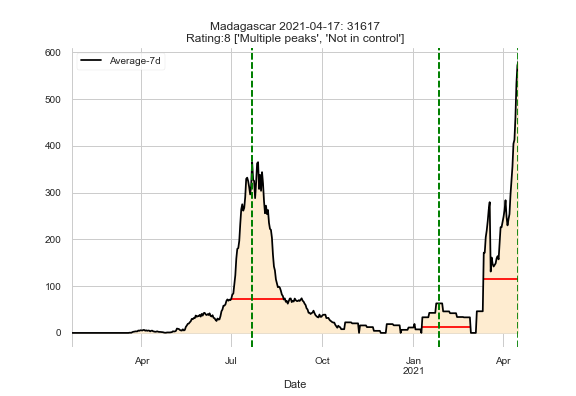 Madagascar 2021-04-17: 31617
Rating:8 ['Multiple peaks', 'Not in control']
Average-7d
600
500
400
300
200
100
0
Apr
Jul
Oct
Jan
2021
Apr
Date